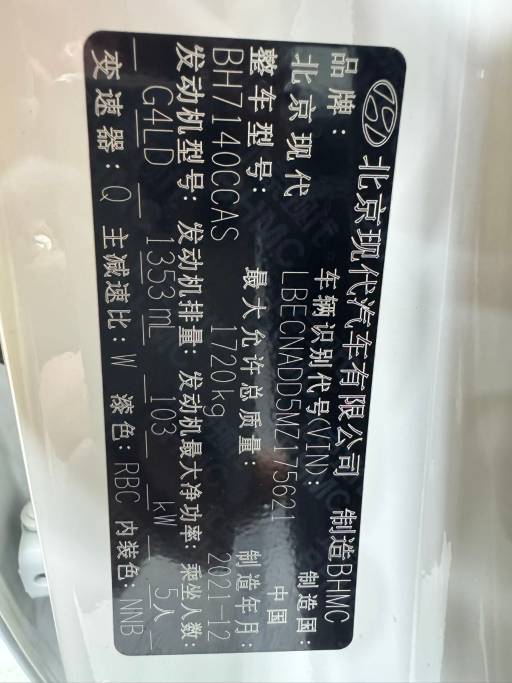 北京现代汽车有限公司 制造BHMC
品牌: 车辆识别代号(VIN): 制造国:
北京现代 LBECNADD5MZ175621 中国
整车型号: 最大允许总质量: 制造年月:
BH7140CCAS 1720kg 2021-12
发动机型号: 发动机排量: 发动机最大净功率: 乘坐人数:
G4LD 1353mL 103 kW 5人
变速器: Q 主减速比: W 漆色: RBC 内装色: NNB